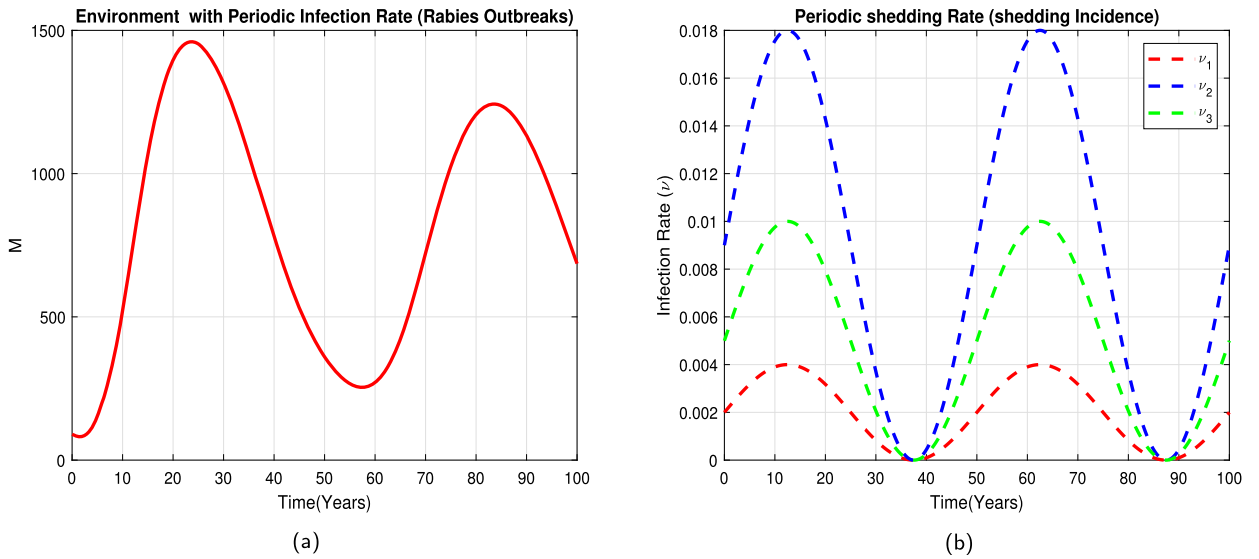 Environment with Periodic Infection Rate (Rabies Outbreaks)
1500
1000
500
0
M
0 10 20 30 40 50 60 70 80 90 100
Time(Years)
(a)
Periodic shedding Rate (shedding Incidence)
0.018
0.016
0.014
0.012
0.01
0.008
0.006
0.004
0.002
0
Infection Rate (ν)
ν1
ν2
ν3
0 10 20 30 40 50 60 70 80 90 100
Time(Years)
(b)